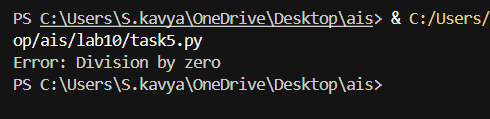 PS C:\Users\S.kavya\OneDrive\Desktop\ais> & C:/Users/
op/ais/lab10/task5.py
Error: Division by zero
PS C:\Users\S.kavya\OneDrive\Desktop\ais>